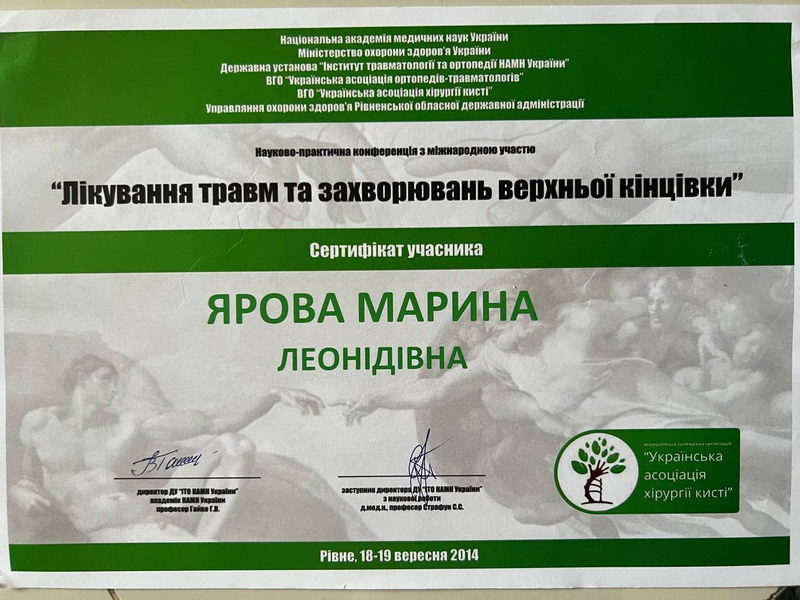 Національна академія медичних наук України
Міністерство охорони здоров'я України
Державна установа "Інститут травматології та ортопедії НАМН України"
ВГО "Українська асоціація ортопедів-травматологів"
ВГО "Українська асоціація хірургії кисті"
Управління охорони здоров'я Рівненської обласної державної адміністрації
Науково-практична конференція з міжнародною участю
"Лікування травм та захворювань верхньої кінцівки"
Сертифікат учасника
ЯРОВА МАРИНА
ЛЕОНІДІВНА
директор ДУ "ІТО НАМН України"
академік НАМН України
професор Гайко Г.В.
заступник директора ДУ "ІТО НАМН України"
з наукової роботи
д.мед.н., професор Страфун С.С.
"Українська
асоціація
хірургії кисті"
Рівне, 18-19 вересня 2014